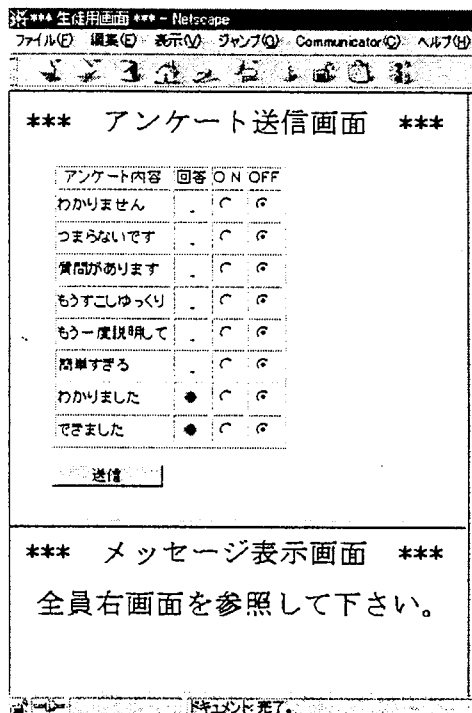 *** 生徒用画面 *** - Netscape
ファイル(F) 編集(E) 表示(V) ジャンプ(G) Communicator(C) ヘルプ(H)
*** アンケート送信画面 ***
アンケート内容 回答 ON OFF
わかりません
つまらないです
質問があります
もうすこしゆっくり
もう一度説明して
簡単すぎる
わかりました
できました
送信
*** メッセージ表示画面 ***
全員右画面を参照して下さい。
ドキュメント: 完了。